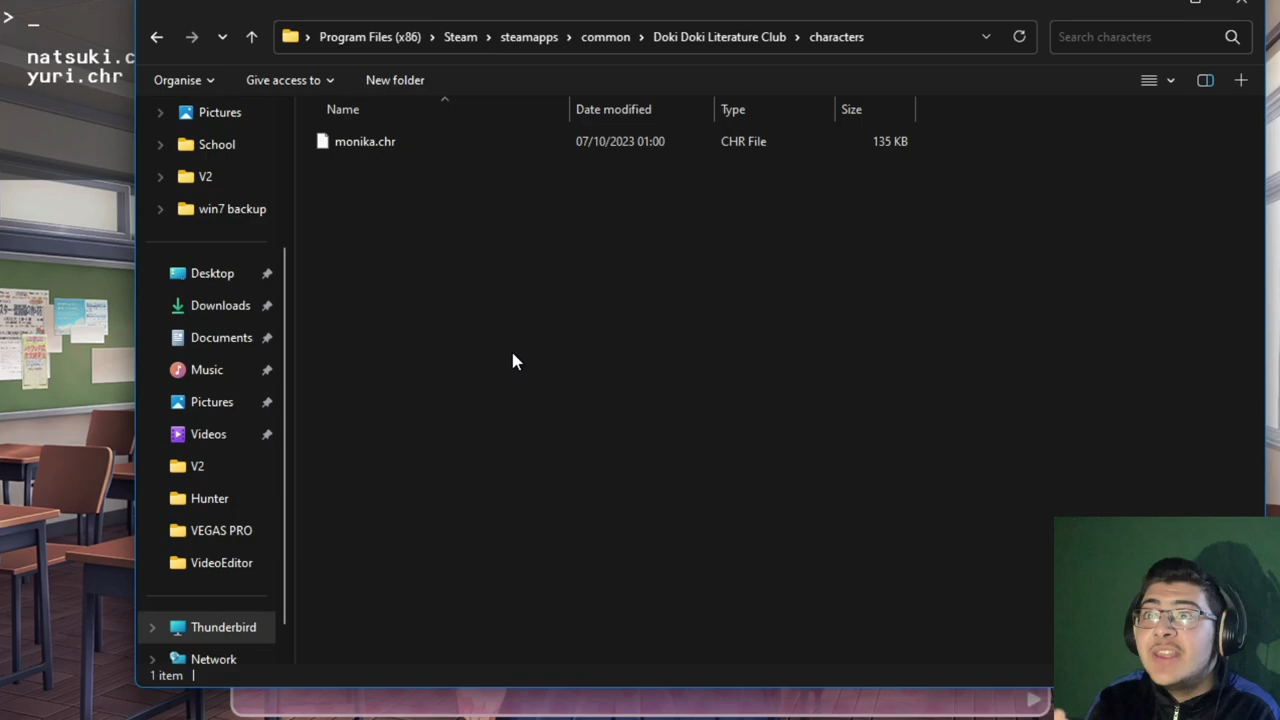 > _
natsuki.c
yuri.chr
Program Files (x86) > Steam > steamapps > common > Doki Doki Literature Club > characters
Search characters
Organise
Give access to
New folder
Name
Date modified
Type
Size
monika.chr
07/10/2023 01:00
CHR File
135 KB
Pictures
School
V2
win7 backup
Desktop
Downloads
Documents
Music
Pictures
Videos
V2
Hunter
VEGAS PRO
VideoEditor
Thunderbird
Network
1 item